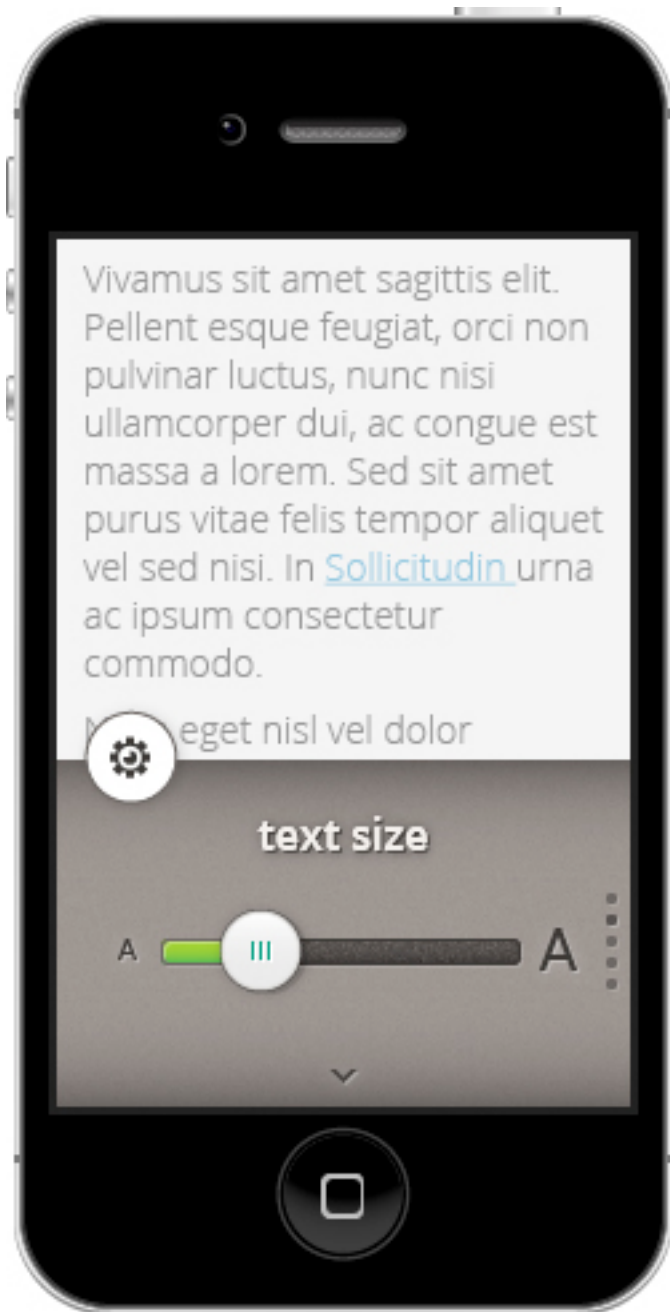 Vivamus sit amet sagittis elit.
Pellent esque feugiat, orci non
pulvinar luctus, nunc nisi
ullamcorper dui, ac congue est
massa a lorem. Sed sit amet
purus vitae felis tempor aliquet
vel sed nisi. In Sollicitudin urna
ac ipsum consectetur
commodo.
eget nisl vel dolor
text size
A A